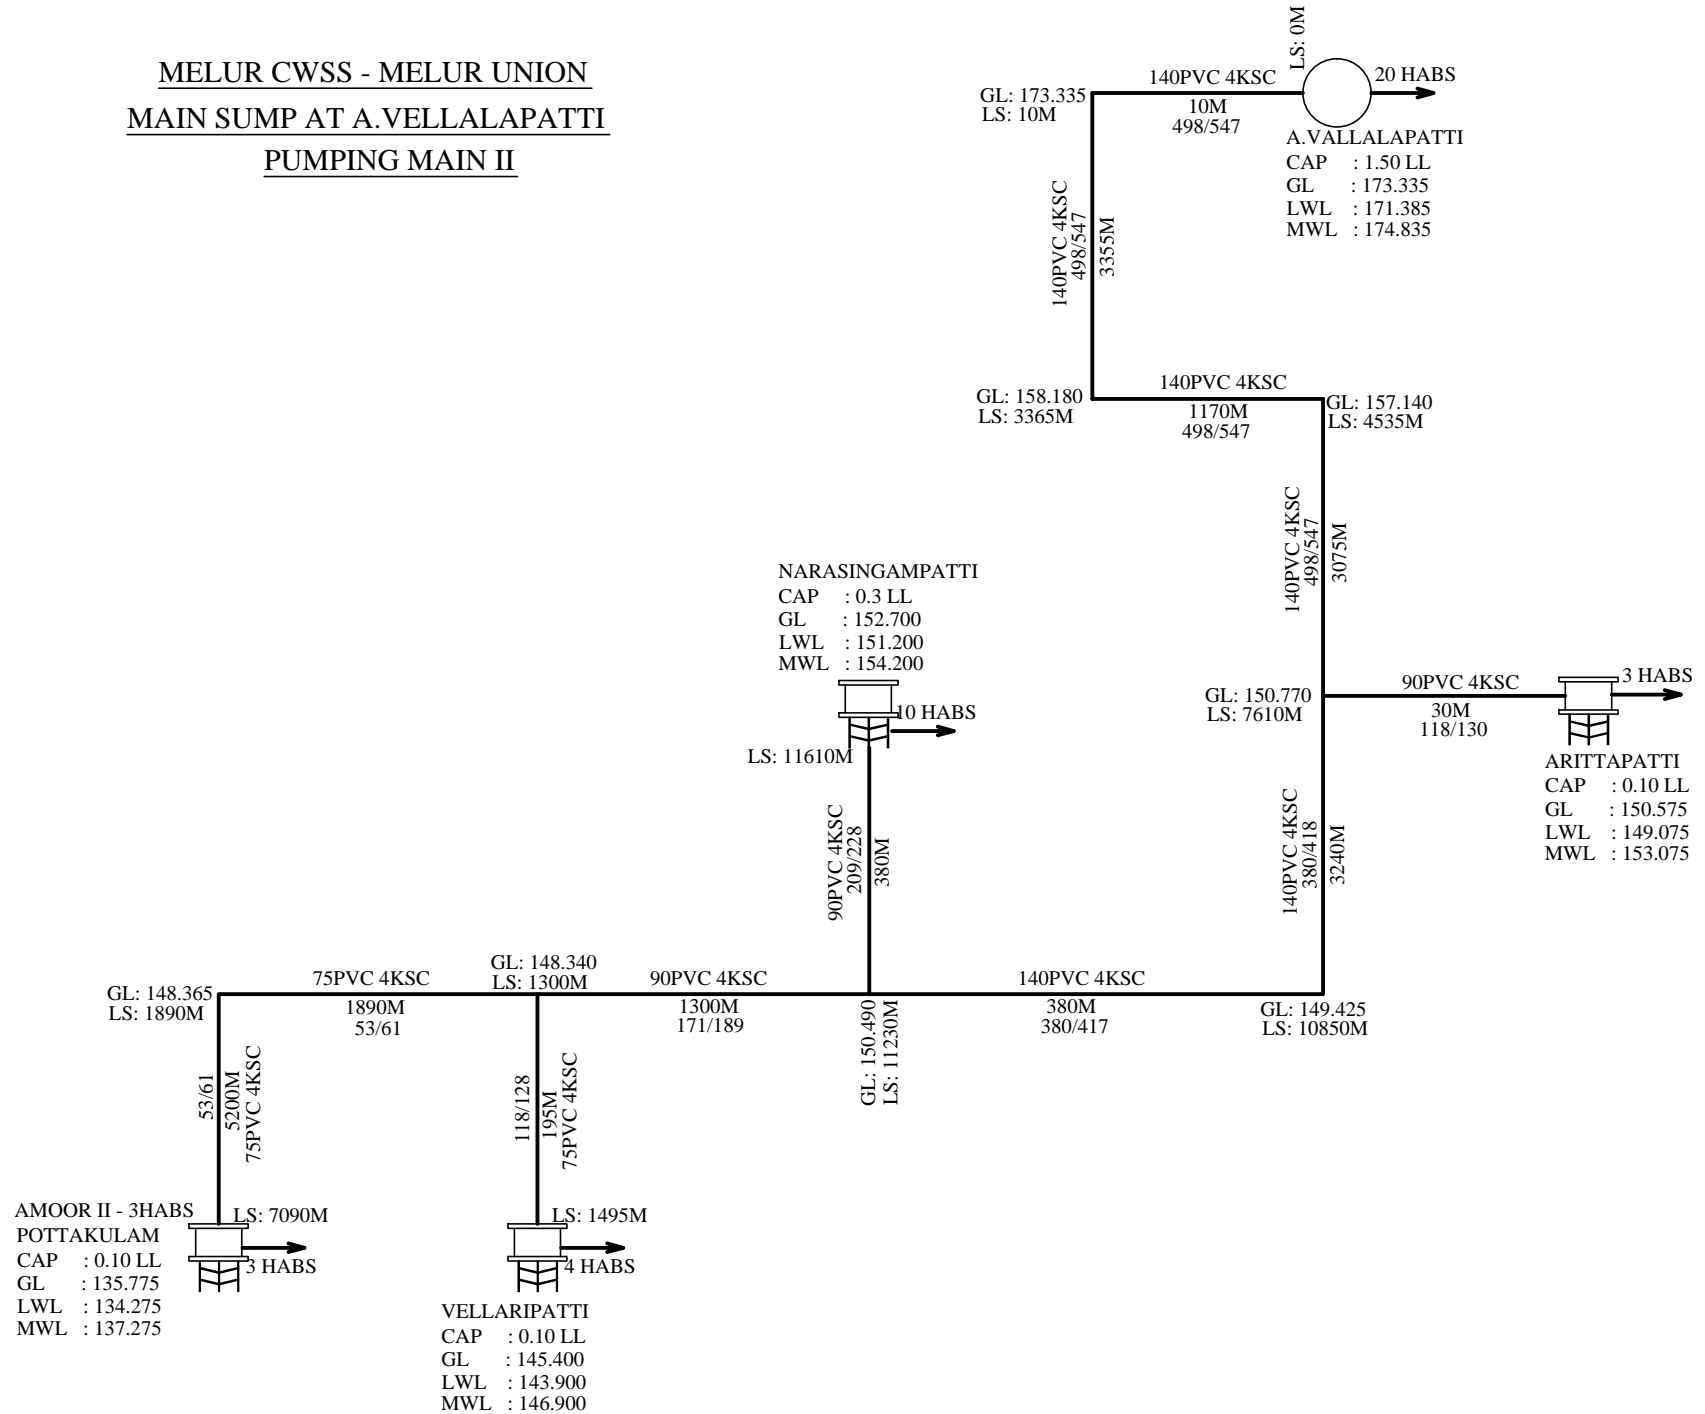 MELUR CWSS - MELUR UNION
MAIN SUMP AT A.VELLALAPATTI
PUMPING MAIN II
LS: 0M
20 HABS
140PVC 4KSC
10M
498/547
GL: 173.335
LS: 10M
A.VALLALAPATTI
CAP : 1.50 LL
GL : 173.335
LWL : 171.385
MWL : 174.835
140PVC 4KSC
498/547
3355M
GL: 158.180
LS: 3365M
140PVC 4KSC
1170M
498/547
GL: 157.140
LS: 4535M
140PVC 4KSC
498/547
3075M
NARASINGAMPATTI
CAP : 0.3 LL
GL : 152.700
LWL : 151.200
MWL : 154.200
10 HABS
LS: 11610M
GL: 150.770
LS: 7610M
90PVC 4KSC
30M
118/130
3 HABS
ARITTAPATTI
CAP : 0.10 LL
GL : 150.575
LWL : 149.075
MWL : 153.075
90PVC 4KSC
209/228
380M
140PVC 4KSC
380/418
3240M
GL: 148.365
LS: 1890M
75PVC 4KSC
1890M
53/61
GL: 148.340
LS: 1300M
90PVC 4KSC
1300M
171/189
GL: 150.490
LS: 11230M
140PVC 4KSC
380M
380/417
GL: 149.425
LS: 10850M
53/61
5200M
75PVC 4KSC
118/128
195M
75PVC 4KSC
AMOOR II - 3HABS
POTTAKULAM
CAP : 0.10 LL
GL : 135.775
LWL : 134.275
MWL : 137.275
LS: 7090M
3 HABS
LS: 1495M
4 HABS
VELLARIPATTI
CAP : 0.10 LL
GL : 145.400
LWL : 143.900
MWL : 146.900